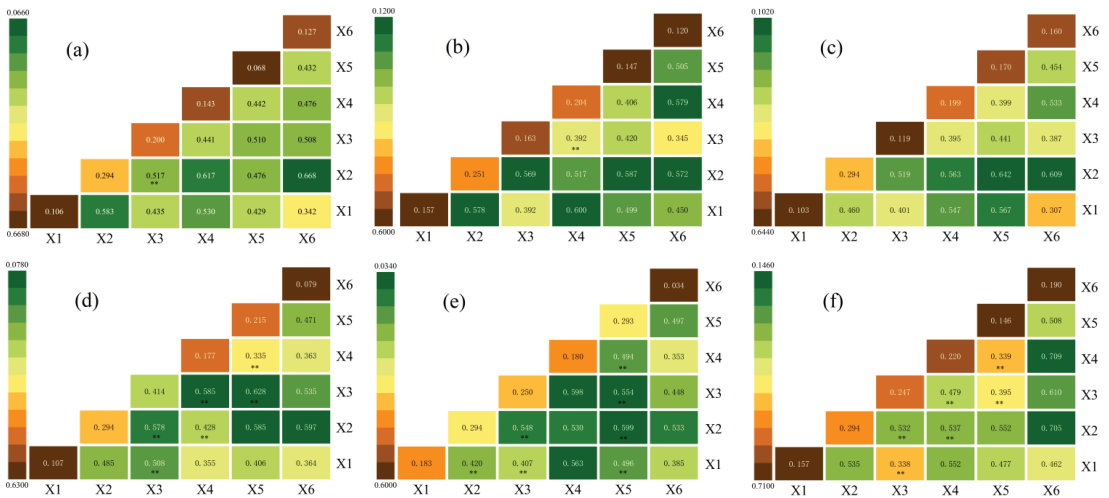 0.0660
(a)
0.127 X6
0.068 0.432 X5
0.143 0.442 0.476 X4
0.200 0.441 0.510 0.508 X3
0.294 0.517 0.617 0.476 0.668 X2
**
0.106 0.583 0.435 0.530 0.429 0.342 X1
0.6680
X1 X2 X3 X4 X5 X6
0.1200
(b)
0.120 X6
0.147 0.505 X5
0.204 0.406 0.579 X4
0.163 0.392 0.420 0.345 X3
**
0.251 0.569 0.517 0.587 0.572 X2
0.157 0.578 0.392 0.600 0.499 0.450 X1
0.6000
X1 X2 X3 X4 X5 X6
0.1020
(c)
0.160 X6
0.170 0.454 X5
0.199 0.399 0.533 X4
0.119 0.395 0.441 0.387 X3
0.294 0.519 0.563 0.642 0.609 X2
0.103 0.460 0.401 0.547 0.567 0.307 X1
0.6440
X1 X2 X3 X4 X5 X6
0.0780
(d)
0.079 X6
0.215 0.471 X5
0.177 0.335 0.363 X4
**
0.414 0.585 0.628 0.535 X3
** **
0.294 0.578 0.428 0.585 0.597 X2
** **
0.107 0.485 0.508 0.355 0.406 0.364 X1
**
0.6300
X1 X2 X3 X4 X5 X6
0.0340
(e)
0.034 X6
0.293 0.497 X5
0.180 0.494 0.353 X4
**
0.250 0.598 0.554 0.448 X3
**
0.294 0.548 0.530 0.599 0.533 X2
** **
0.183 0.420 0.407 0.563 0.496 0.385 X1
** ** **
0.6000
X1 X2 X3 X4 X5 X6
0.1460
(f)
0.190 X6
0.146 0.508 X5
0.220 0.339 0.709 X4
**
0.247 0.479 0.395 0.610 X3
** **
0.294 0.532 0.537 0.552 0.705 X2
** **
0.157 0.535 0.338 0.552 0.477 0.462 X1
**
0.7100
X1 X2 X3 X4 X5 X6